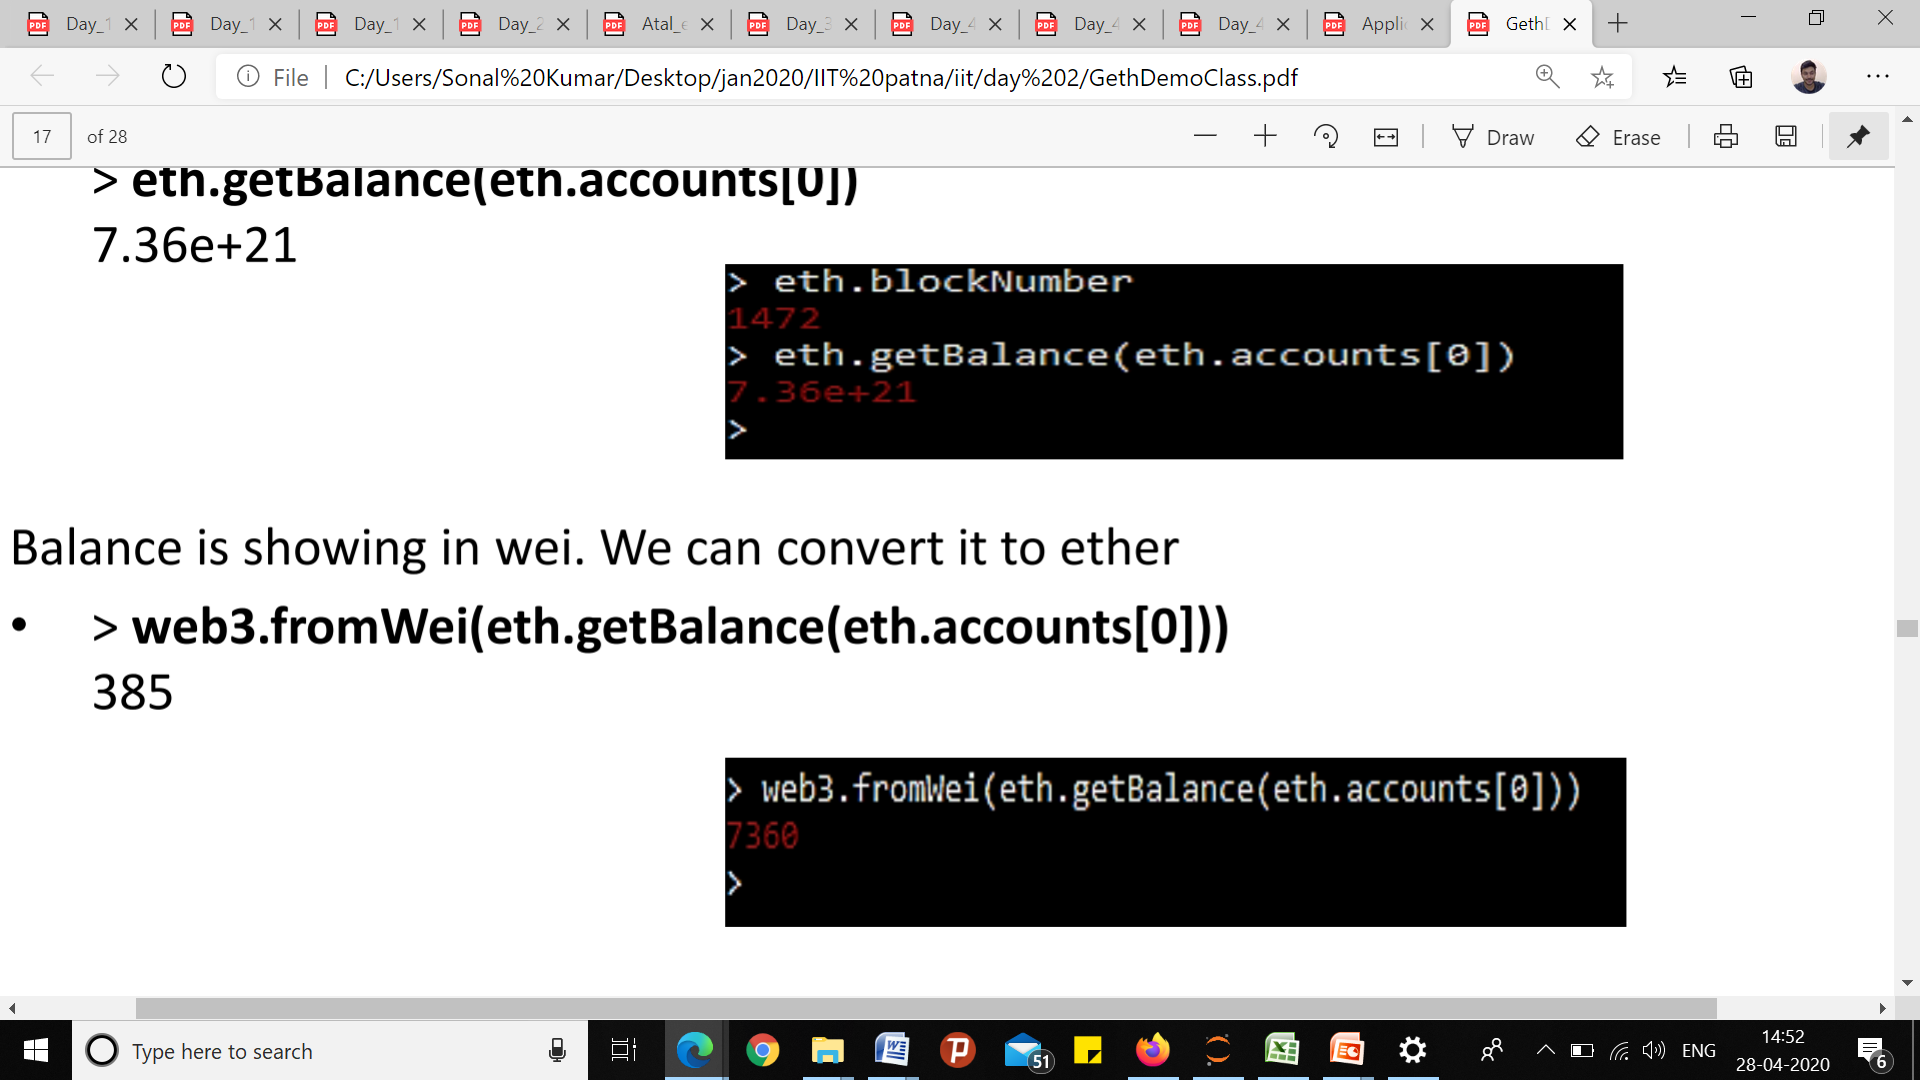 Day_1 Day_1 Day_1 Day_2 Atal_e Day_3 Day_4 Day_4 Day_4 Applic Geth
File C:/Users/Sonal%20Kumar/Desktop/jan2020/IIT%20patna/iit/day%202/GethDemoClass.pdf
17 of 28 Draw Erase
> eth.getBalance(eth.accounts[0])
7.36e+21
> eth.blockNumber
1472
> eth.getBalance(eth.accounts[0])
7.36e+21
>
Balance is showing in wei. We can convert it to ether
• > web3.fromWei(eth.getBalance(eth.accounts[0]))
385
> web3.fromWei(eth.getBalance(eth.accounts[0]))
7360
>
Type here to search 51 ENG 14:52
28-04-2020 6